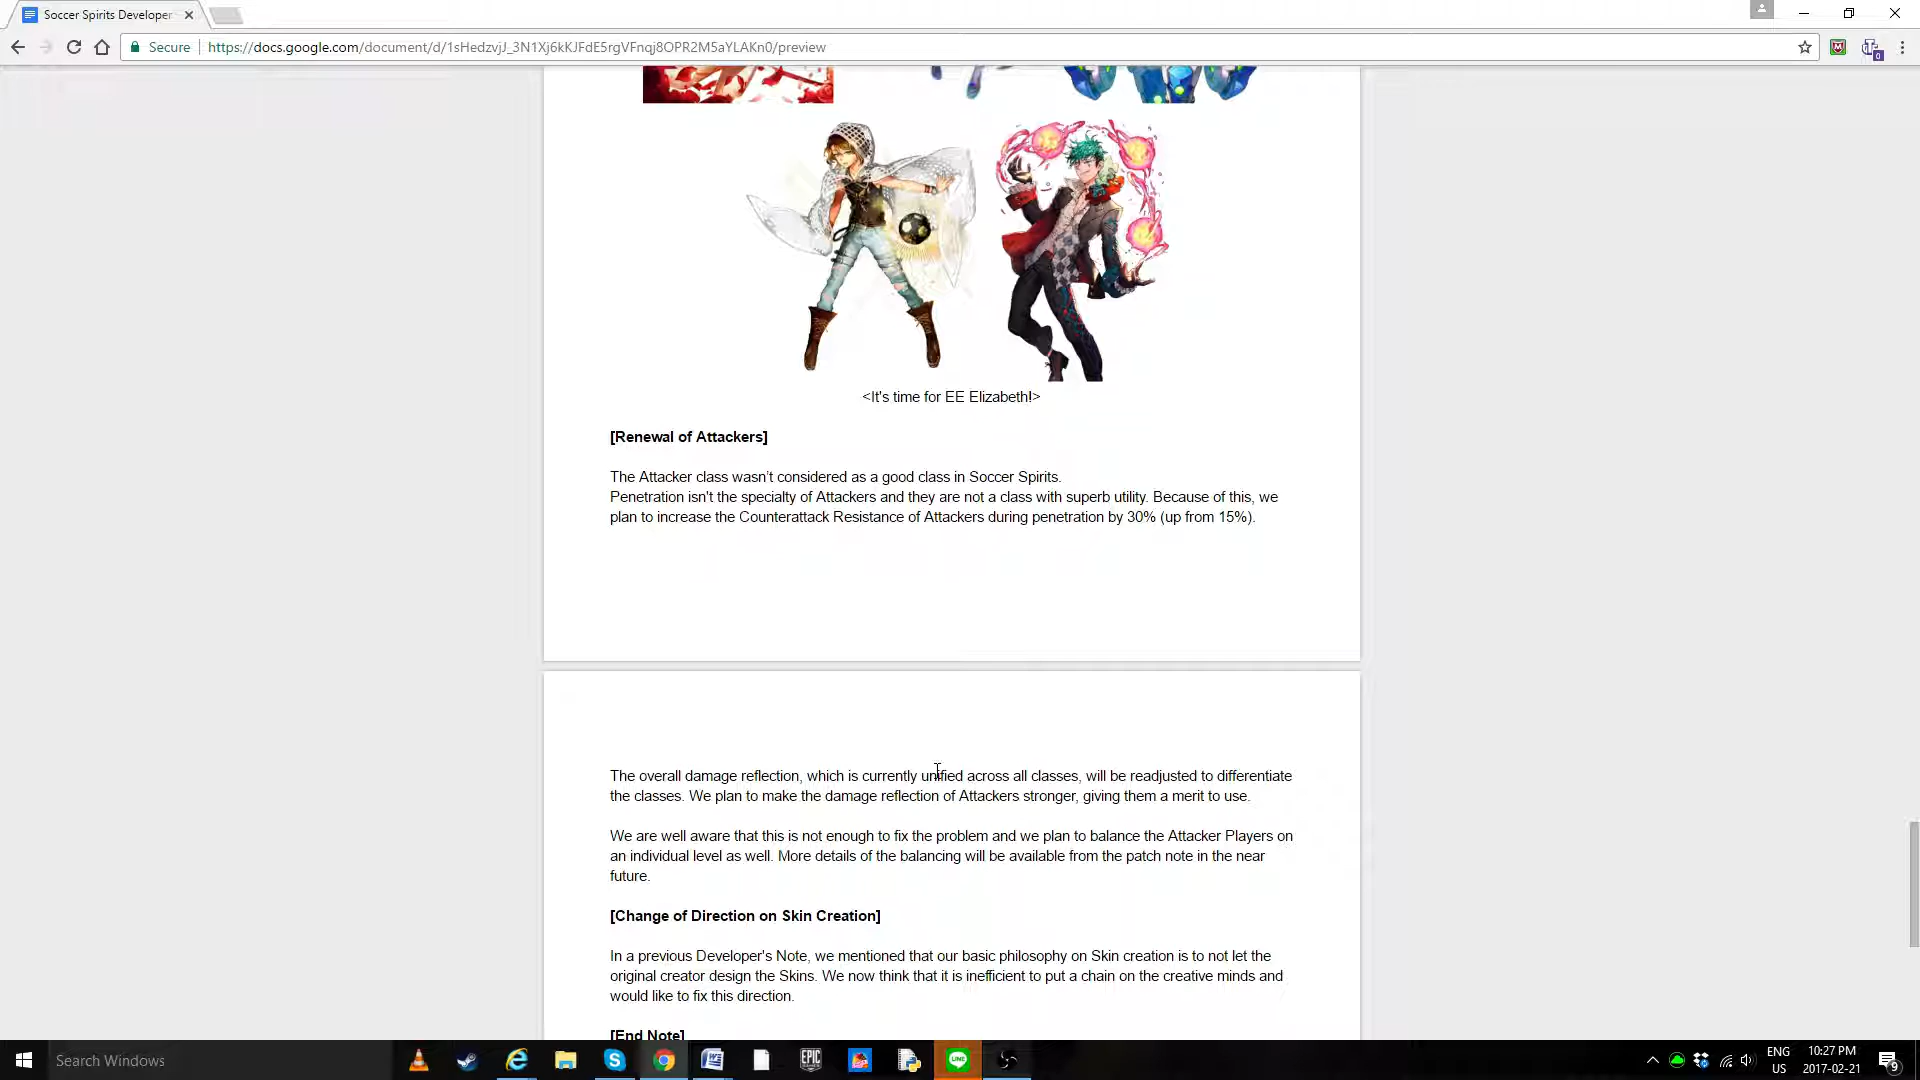 Soccer Spirits Developer
Secure
https://docs.google.com/document/d/1sHedzvjJ_3N1Xj6kKJFdE5rgVFnqj8OPR2M5aYLAKn0/preview
0
<It's time for EE Elizabeth!>
[Renewal of Attackers]
The Attacker class wasn't considered as a good class in Soccer Spirits.
Penetration isn't the specialty of Attackers and they are not a class with superb utility. Because of this, we
plan to increase the Counterattack Resistance of Attackers during penetration by 30% (up from 15%).
The overall damage reflection, which is currently unified across all classes, will be readjusted to differentiate
the classes. We plan to make the damage reflection of Attackers stronger, giving them a merit to use.
We are well aware that this is not enough to fix the problem and we plan to balance the Attacker Players on
an individual level as well. More details of the balancing will be available from the patch note in the near
future.
[Change of Direction on Skin Creation]
In a previous Developer's Note, we mentioned that our basic philosophy on Skin creation is to not let the
original creator design the Skins. We now think that it is inefficient to put a chain on the creative minds and
would like to fix this direction.
[End Note]
Search Windows
EPIC
LINE
ENG
US
10:27 PM
2017-02-21
9